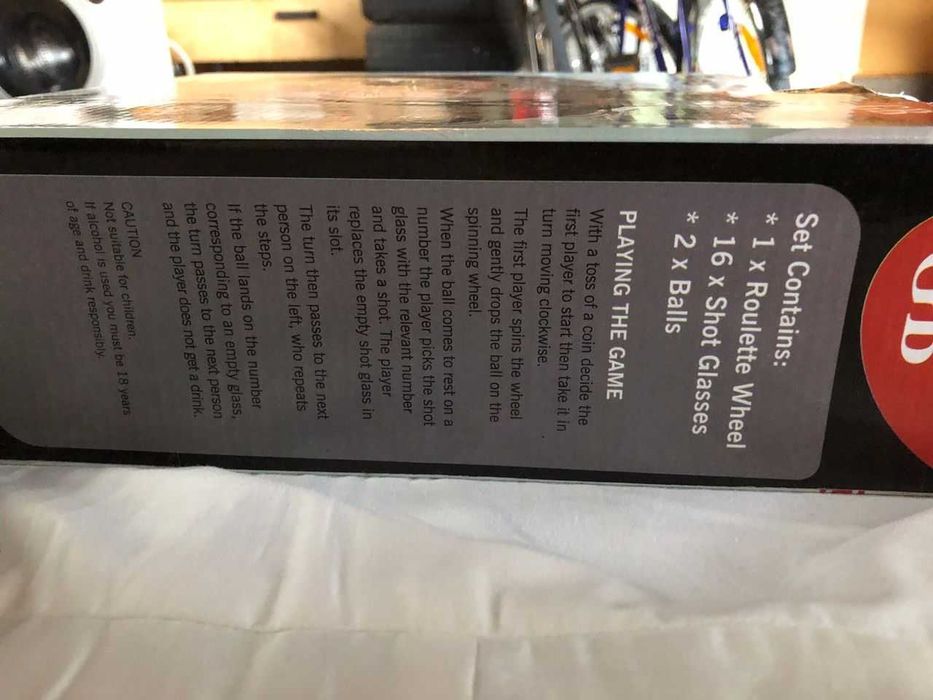 Set Contains:
* 1 x Roulette Wheel
* 16 x Shot Glasses
* 2 x Balls
PLAYING THE GAME
With a toss of a coin decide the
first player to start then take it in
turn moving clockwise.
The first player spins the wheel
and gently drops the ball on the
spinning wheel.
When the ball comes to rest on a
number the player picks the shot
glass with the relevant number
and takes a shot. The player
replaces the empty shot glass in
its slot.
The turn then passes to the next
person on the left, who repeats
the steps.
If the ball lands on the number
corresponding to an empty glass,
the turn passes to the next person
and the player does not get a drink.
CAUTION
Not suitable for children.
If alcohol is used you must be 18 years
of age and drink responsibly.